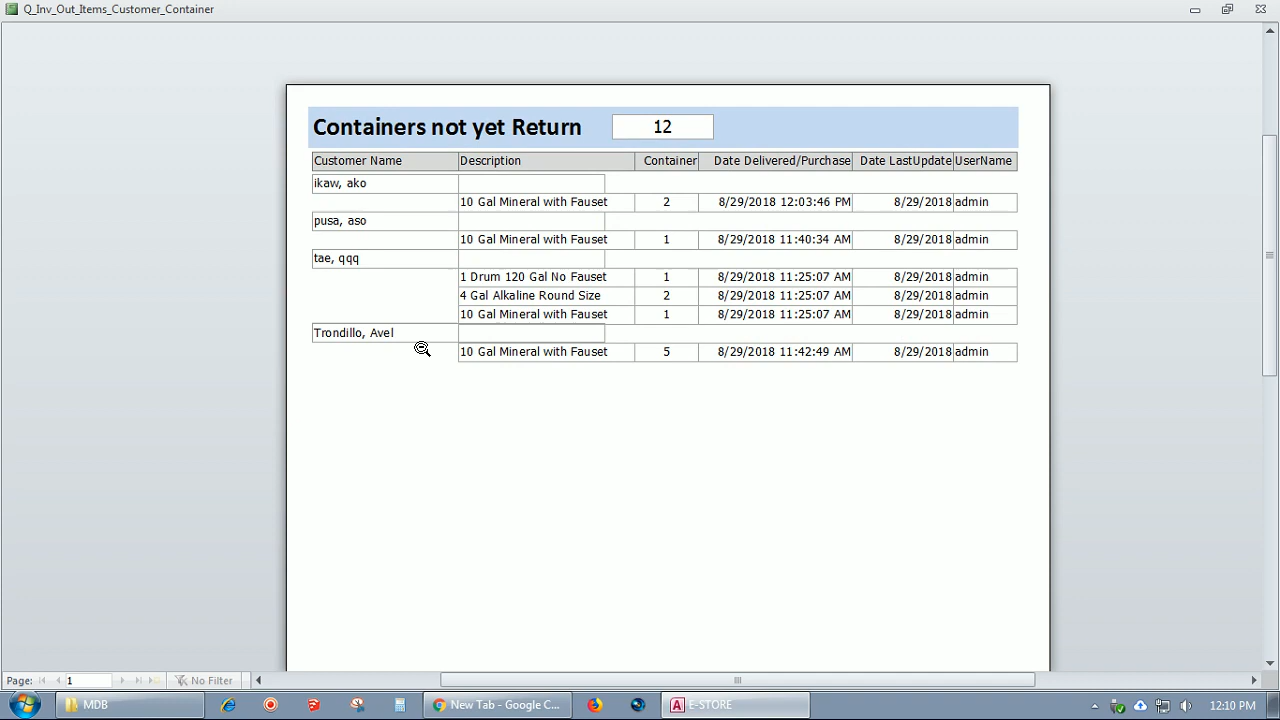 Q_Inv_Out_Items_Customer_Container
Containers not yet Return 12
Customer Name Description Container Date Delivered/Purchase Date LastUpdate UserName
ikaw, ako
10 Gal Mineral with Fauset 2 8/29/2018 12:03:46 PM 8/29/2018 admin
pusa, aso
10 Gal Mineral with Fauset 1 8/29/2018 11:40:34 AM 8/29/2018 admin
tae, qqq
1 Drum 120 Gal No Fauset 1 8/29/2018 11:25:07 AM 8/29/2018 admin
4 Gal Alkaline Round Size 2 8/29/2018 11:25:07 AM 8/29/2018 admin
10 Gal Mineral with Fauset 1 8/29/2018 11:25:07 AM 8/29/2018 admin
Trondillo, Avel
10 Gal Mineral with Fauset 5 8/29/2018 11:42:49 AM 8/29/2018 admin
Page: 1 No Filter
MDB New Tab - Google C... E-STORE 12:10 PM